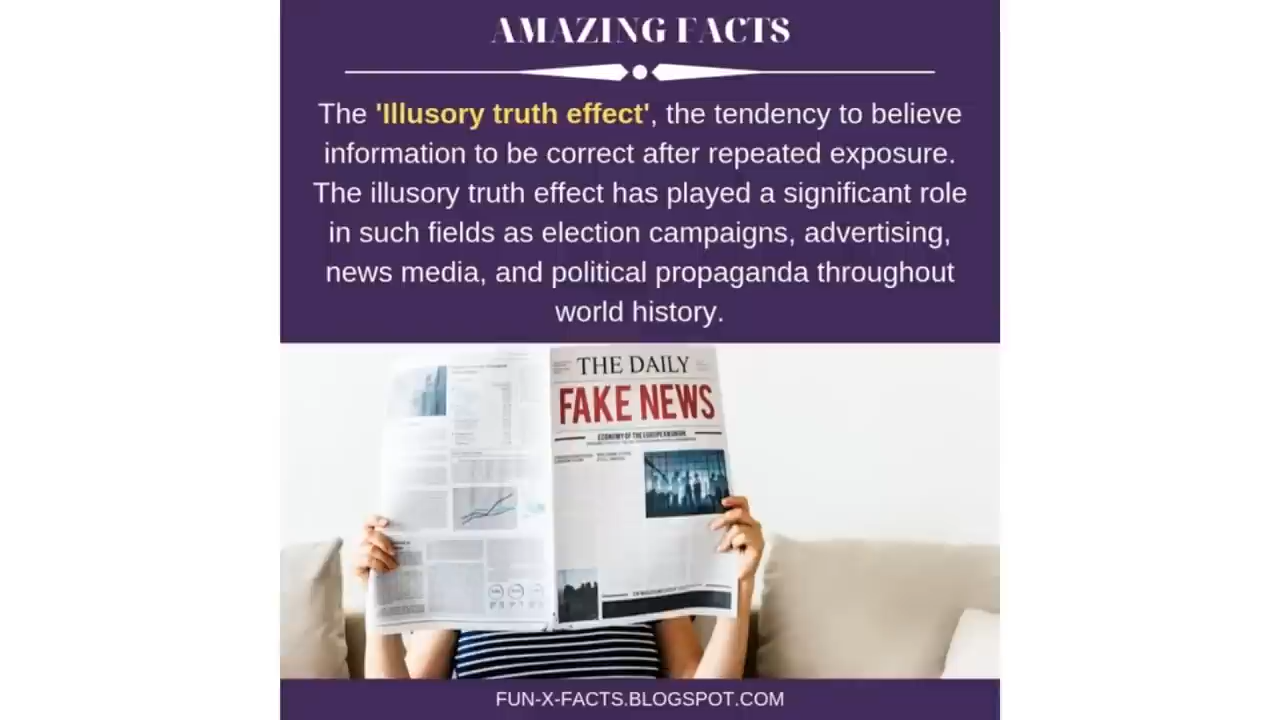 AMAZING FACTS
The 'Illusory truth effect', the tendency to believe
information to be correct after repeated exposure.
The illusory truth effect has played a significant role
in such fields as election campaigns, advertising,
news media, and political propaganda throughout
world history.
THE DAILY
FAKE NEWS
ECONOMY OF THE EUROPEAN UNION
FUN-X-FACTS.BLOGSPOT.COM